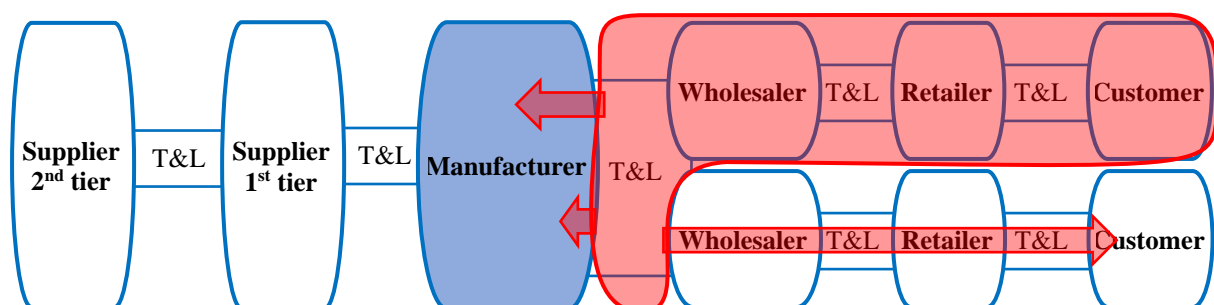 Wholesaler T&L Retailer T&L Customer
Supplier
2nd tier
T&L
Supplier
1st tier
T&L
Manufacturer
T&L
Wholesaler T&L Retailer T&L Customer